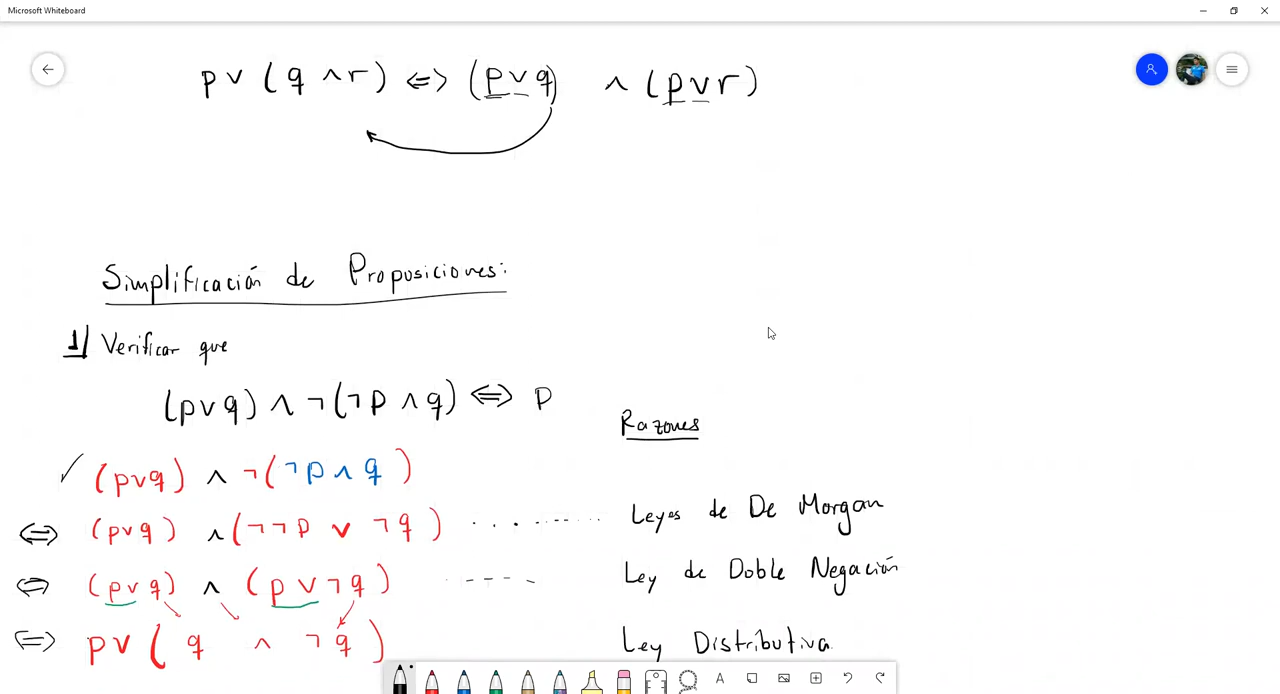 Microsoft Whiteboard
p ∨ (q ∧ r) ⇔ (p ∨ q) ∧ (p ∨ r)
Simplificación de Proposiciones:
1) Verificar que
(p ∨ q) ∧ ¬(¬p ∧ q) ⇔ p
Razones
✓ (p ∨ q) ∧ ¬(¬p ∧ q)
⇔ (p ∨ q) ∧ (¬¬p ∨ ¬q) ........... Leyes de De Morgan
⇔ (p ∨ q) ∧ (p ∨ ¬q) ---- Ley de Doble Negación
⇔ p ∨ (q ∧ ¬q) Ley Distributiva
A